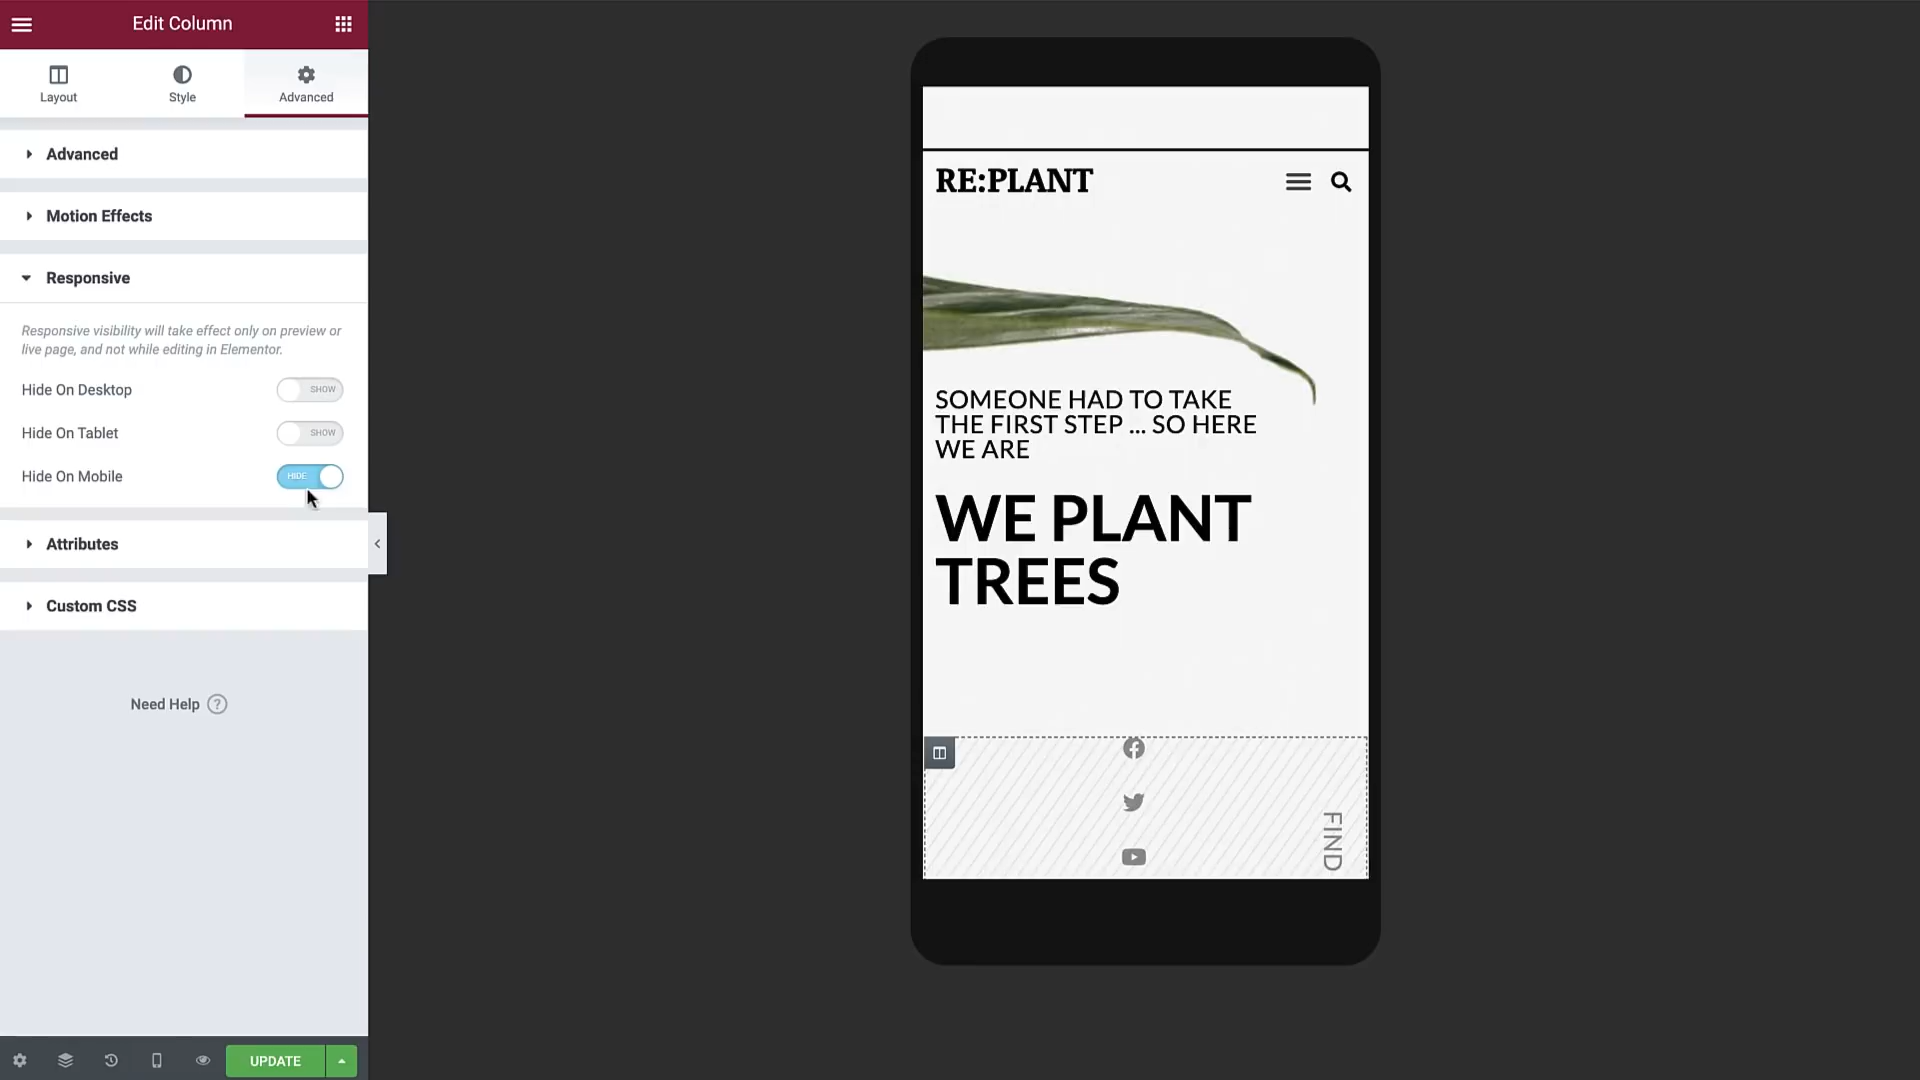 Edit Column
Layout
Style
Advanced
Advanced
Motion Effects
Responsive
Responsive visibility will take effect only on preview or
live page, and not while editing in Elementor.
Hide On Desktop
SHOW
Hide On Tablet
SHOW
Hide On Mobile
HIDE
Attributes
Custom CSS
Need Help ?
UPDATE
RE:PLANT
SOMEONE HAD TO TAKE
THE FIRST STEP ... SO HERE
WE ARE
WE PLANT
TREES
FIND